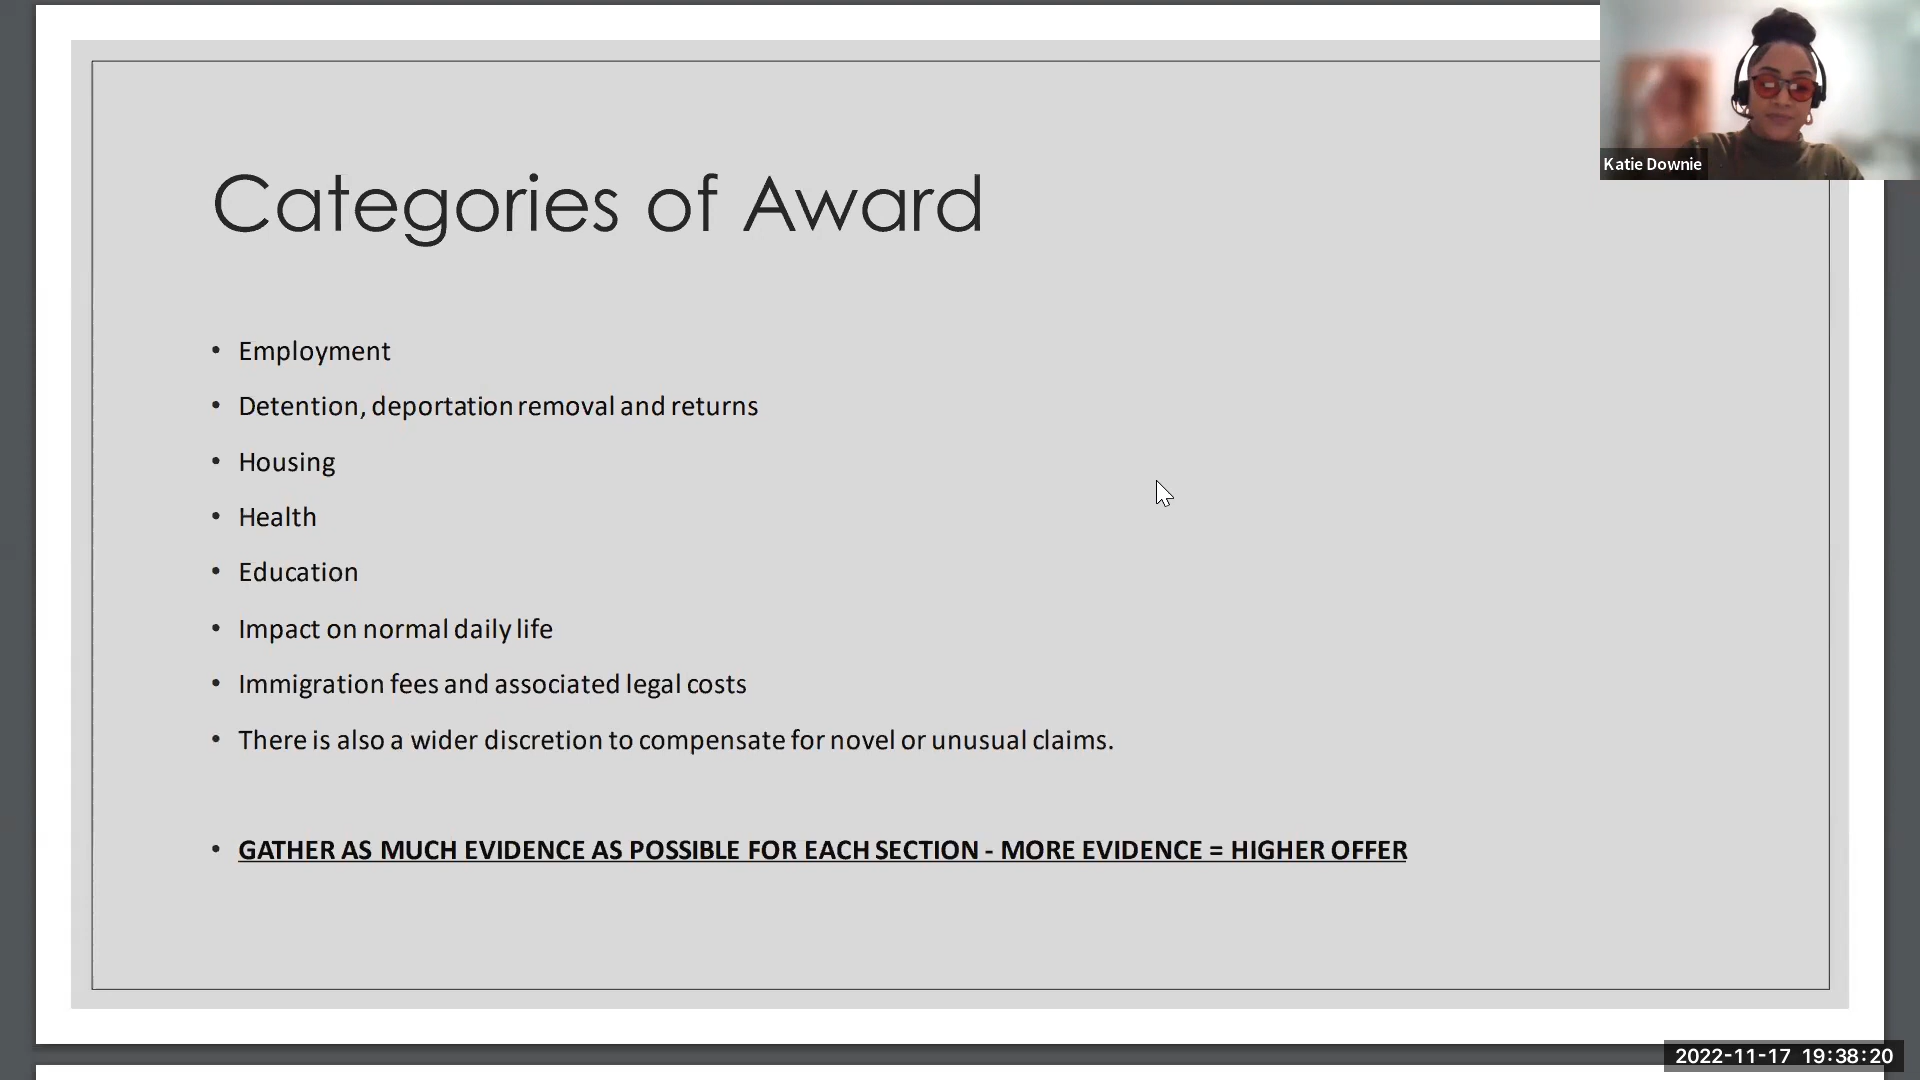 Categories of Award
• Employment
• Detention, deportation removal and returns
• Housing
• Health
• Education
• Impact on normal daily life
• Immigration fees and associated legal costs
• There is also a wider discretion to compensate for novel or unusual claims.
• GATHER AS MUCH EVIDENCE AS POSSIBLE FOR EACH SECTION - MORE EVIDENCE = HIGHER OFFER
Katie Downie
2022-11-17 19:38:20